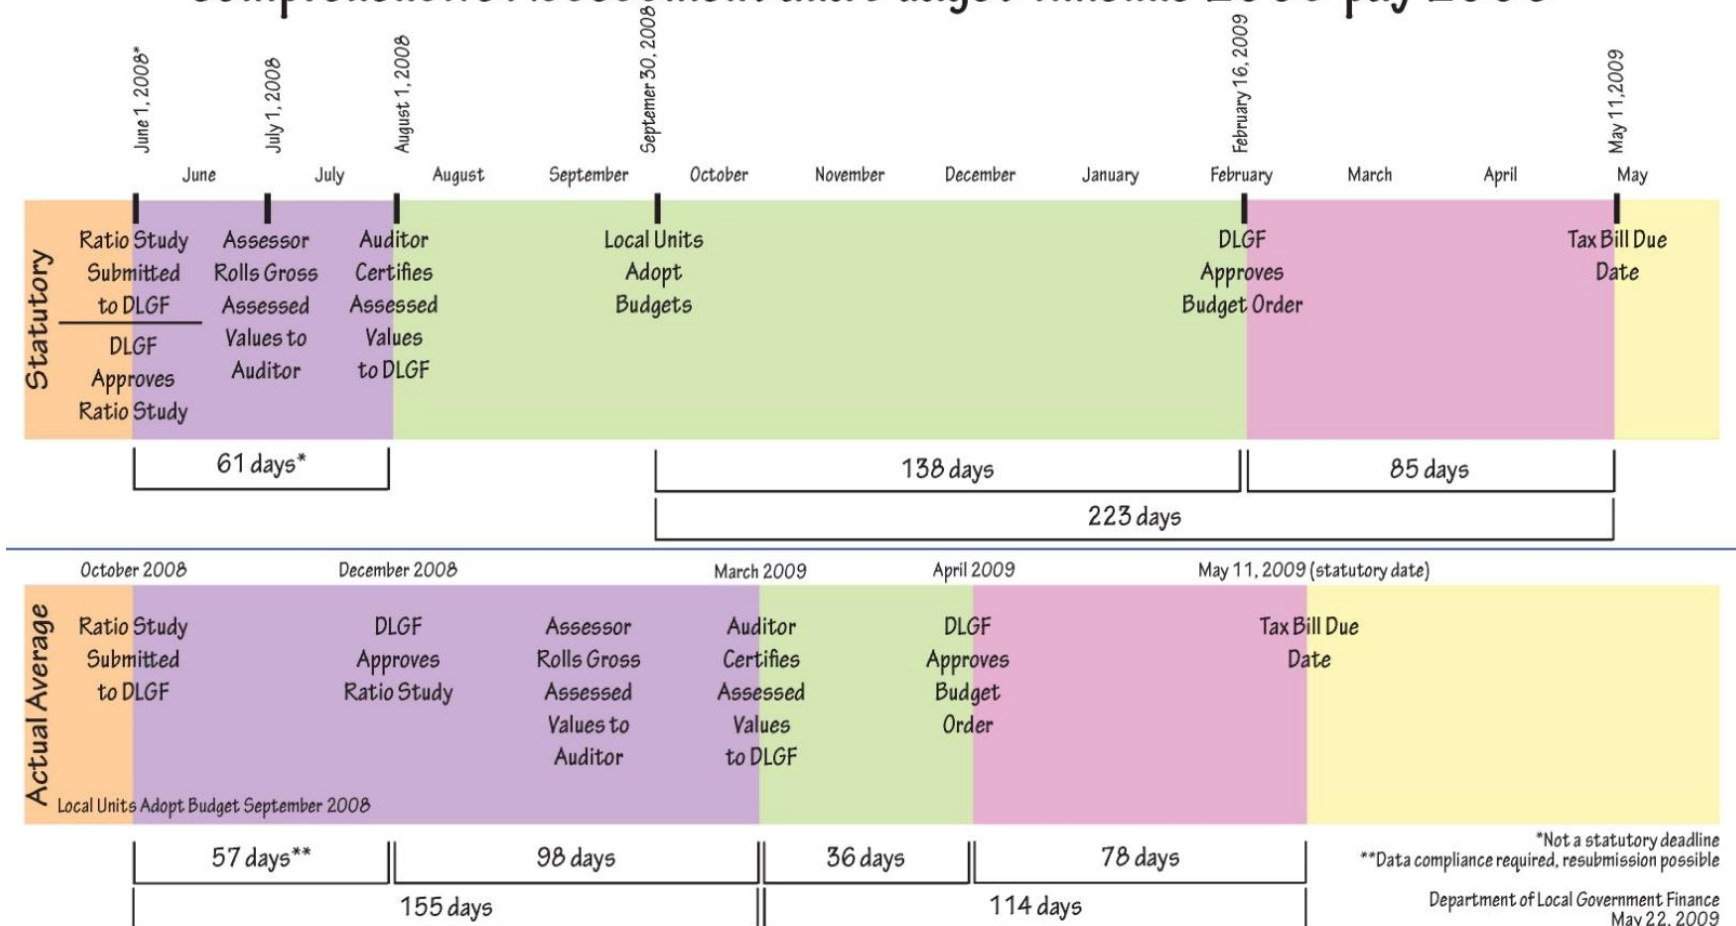 2008 pay 2009
June 1, 2008*
July 1, 2008
August 1, 2008
Septemer 30, 2008
February 16, 2009
May 11,2009
June
July
August
September
October
November
December
January
February
March
April
May
Statutory
Ratio Study
Submitted
to DLGF
DLGF
Approves
Ratio Study
Assessor
Rolls Gross
Assessed
Values to
Auditor
Auditor
Certifies
Assessed
Values
to DLGF
Local Units
Adopt
Budgets
DLGF
Approves
Budget Order
Tax Bill Due
Date
61 days*
138 days
85 days
223 days
October 2008
December 2008
March 2009
April 2009
May 11, 2009 (statutory date)
Actual Average
Ratio Study
Submitted
to DLGF
DLGF
Approves
Ratio Study
Assessor
Rolls Gross
Assessed
Values to
Auditor
Auditor
Certifies
Assessed
Values
to DLGF
DLGF
Approves
Budget
Order
Tax Bill Due
Date
Local Units Adopt Budget September 2008
57 days**
98 days
36 days
78 days
155 days
114 days
*Not a statutory deadline
**Data compliance required, resubmission possible
Department of Local Government Finance
May 22, 2009